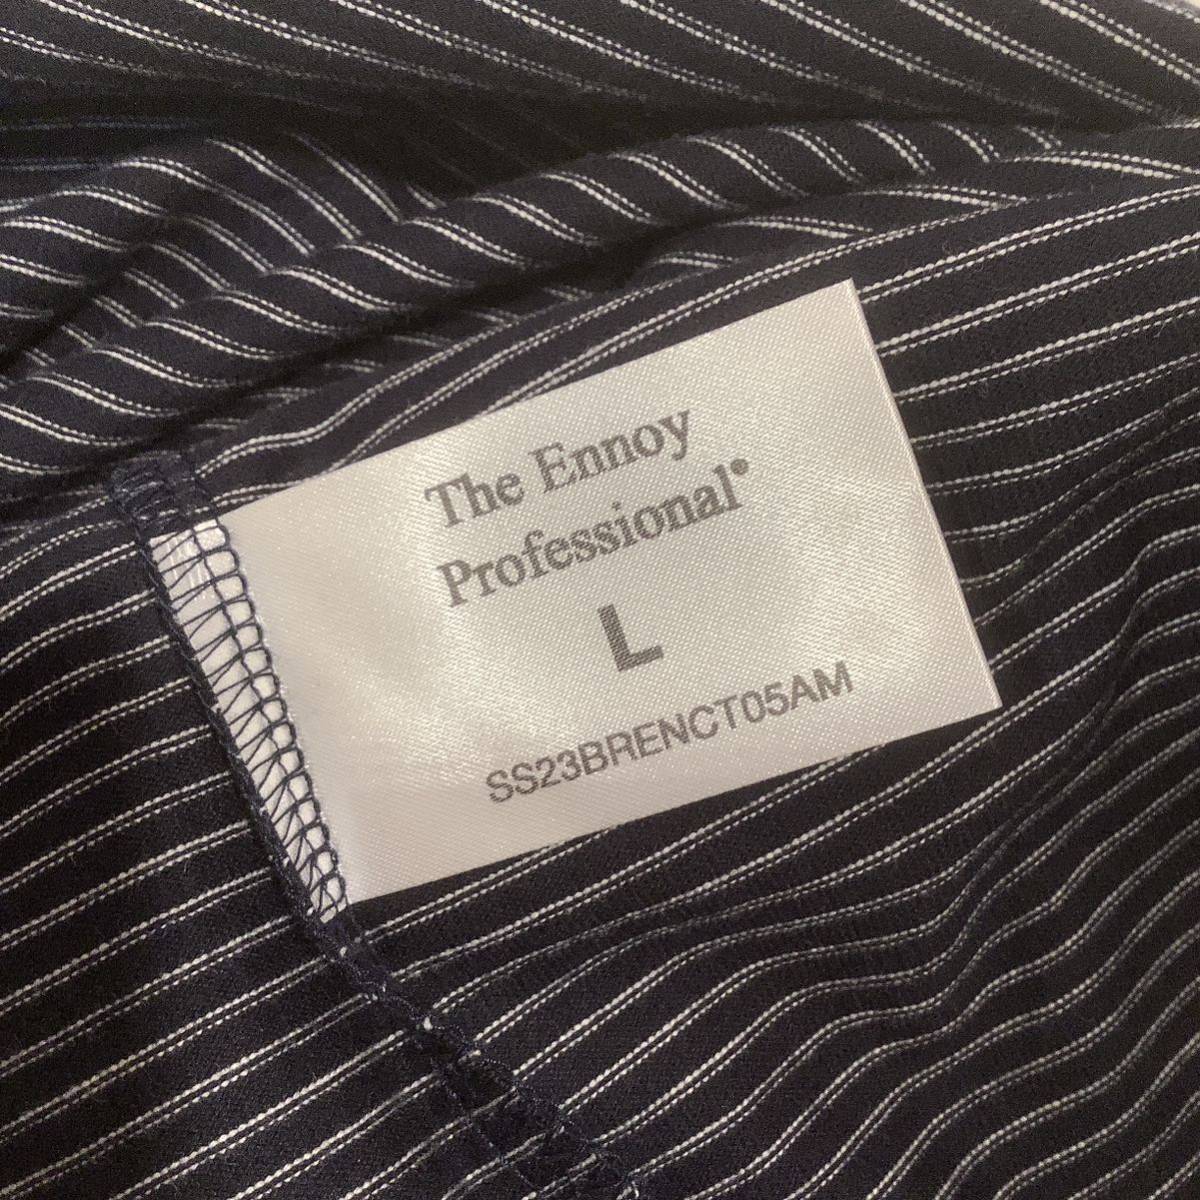 The Ennoy
Professional®
L
SS23BRENCT05AM